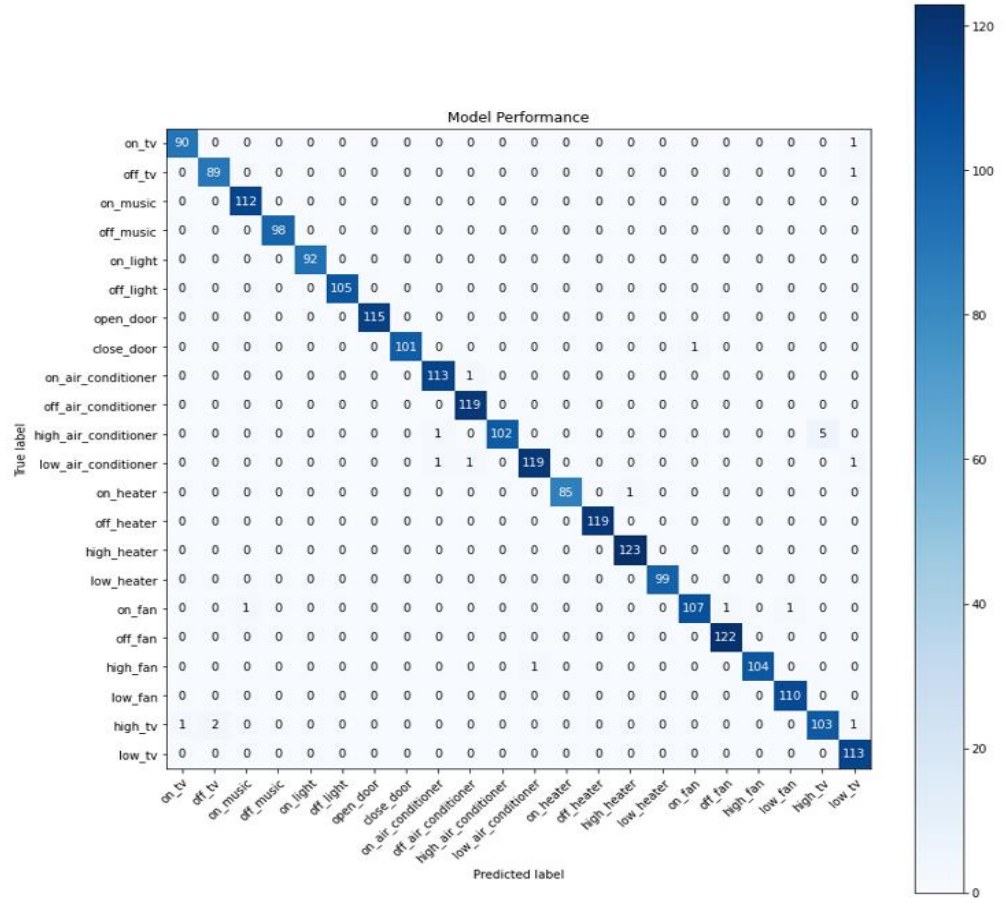 Model Performance
on_tv 90 0 0 0 0 0 0 0 0 0 0 0 0 0 0 0 0 0 0 0 0 1
off_tv 0 89 0 0 0 0 0 0 0 0 0 0 0 0 0 0 0 0 0 0 0 1
on_music 0 0 112 0 0 0 0 0 0 0 0 0 0 0 0 0 0 0 0 0 0 0
off_music 0 0 0 98 0 0 0 0 0 0 0 0 0 0 0 0 0 0 0 0 0 0
on_light 0 0 0 0 92 0 0 0 0 0 0 0 0 0 0 0 0 0 0 0 0 0
off_light 0 0 0 0 0 105 0 0 0 0 0 0 0 0 0 0 0 0 0 0 0 0
open_door 0 0 0 0 0 0 115 0 0 0 0 0 0 0 0 0 0 0 0 0 0 0
close_door 0 0 0 0 0 0 0 101 0 0 0 0 0 0 0 0 1 0 0 0 0 0
on_air_conditioner 0 0 0 0 0 0 0 0 113 1 0 0 0 0 0 0 0 0 0 0 0 0
off_air_conditioner 0 0 0 0 0 0 0 0 0 119 0 0 0 0 0 0 0 0 0 0 0 0
high_air_conditioner 0 0 0 0 0 0 0 0 1 0 102 0 0 0 0 0 0 0 0 0 5 0
low_air_conditioner 0 0 0 0 0 0 0 0 1 1 0 119 0 0 0 0 0 0 0 0 0 1
on_heater 0 0 0 0 0 0 0 0 0 0 0 0 85 0 1 0 0 0 0 0 0 0
off_heater 0 0 0 0 0 0 0 0 0 0 0 0 0 119 0 0 0 0 0 0 0 0
high_heater 0 0 0 0 0 0 0 0 0 0 0 0 0 0 123 0 0 0 0 0 0 0
low_heater 0 0 0 0 0 0 0 0 0 0 0 0 0 0 0 99 0 0 0 0 0 0
on_fan 0 0 1 0 0 0 0 0 0 0 0 0 0 0 0 0 107 1 0 1 0 0
off_fan 0 0 0 0 0 0 0 0 0 0 0 0 0 0 0 0 0 122 0 0 0 0
high_fan 0 0 0 0 0 0 0 0 0 0 0 1 0 0 0 0 0 0 104 0 0 0
low_fan 0 0 0 0 0 0 0 0 0 0 0 0 0 0 0 0 0 0 0 110 0 0
high_tv 1 2 0 0 0 0 0 0 0 0 0 0 0 0 0 0 0 0 0 0 103 1
low_tv 0 0 0 0 0 0 0 0 0 0 0 0 0 0 0 0 0 0 0 0 0 113
True label
on_tv
off_tv
on_music
off_music
on_light
off_light
open_door
close_door
on_air_conditioner
off_air_conditioner
high_air_conditioner
low_air_conditioner
on_heater
off_heater
high_heater
low_heater
on_fan
off_fan
high_fan
low_fan
high_tv
low_tv
Predicted label
120
100
80
60
40
20
0